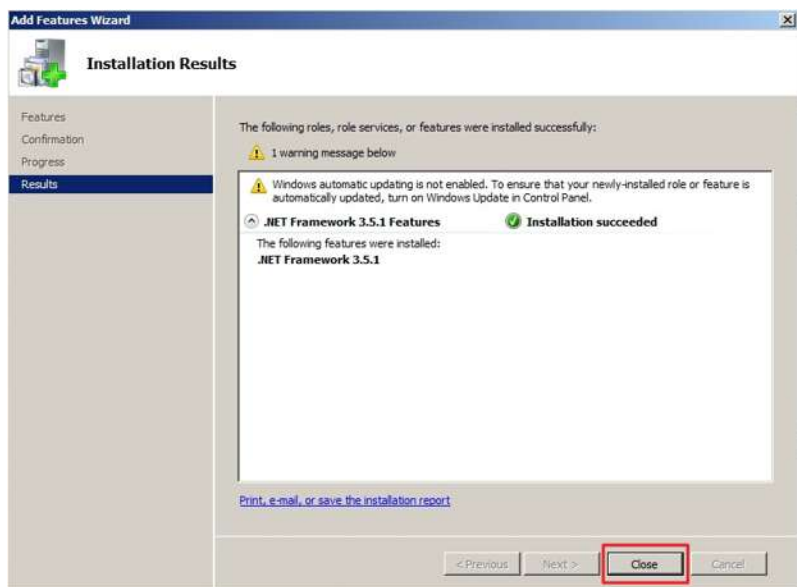 Add Features Wizard
Installation Results
Features
Confirmation
Progress
Results
The following roles, role services, or features were installed successfully:
1 warning message below
Windows automatic updating is not enabled. To ensure that your newly-installed role or feature is
automatically updated, turn on Windows Update in Control Panel.
.NET Framework 3.5.1 Features
Installation succeeded
The following features were installed:
.NET Framework 3.5.1
Print, e-mail, or save the installation report
< Previous
Next >
Close
Cancel